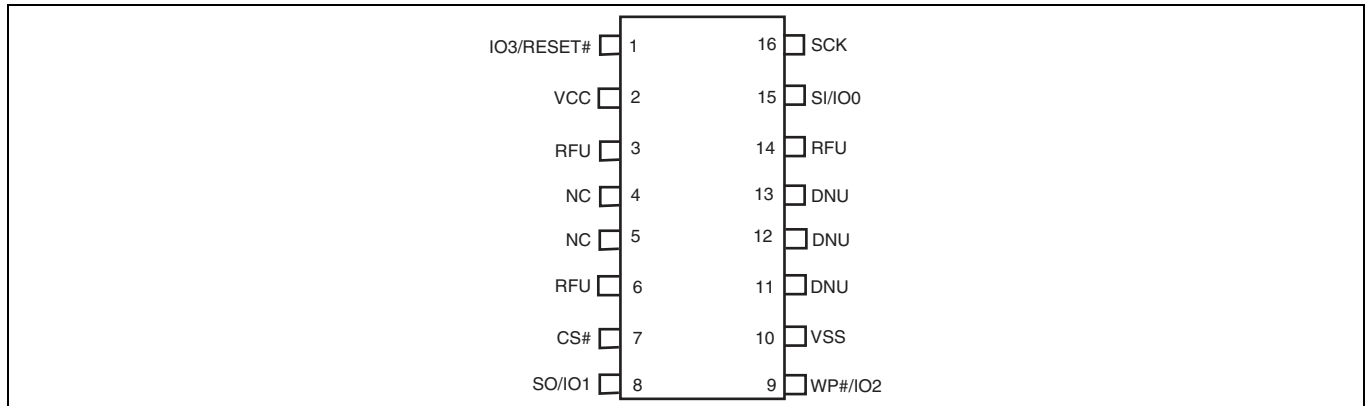 IO3/RESET# 1 16 SCK
VCC 2 15 SI/IO0
RFU 3 14 RFU
NC 4 13 DNU
NC 5 12 DNU
RFU 6 11 DNU
CS# 7 10 VSS
SO/IO1 8 9 WP#/IO2